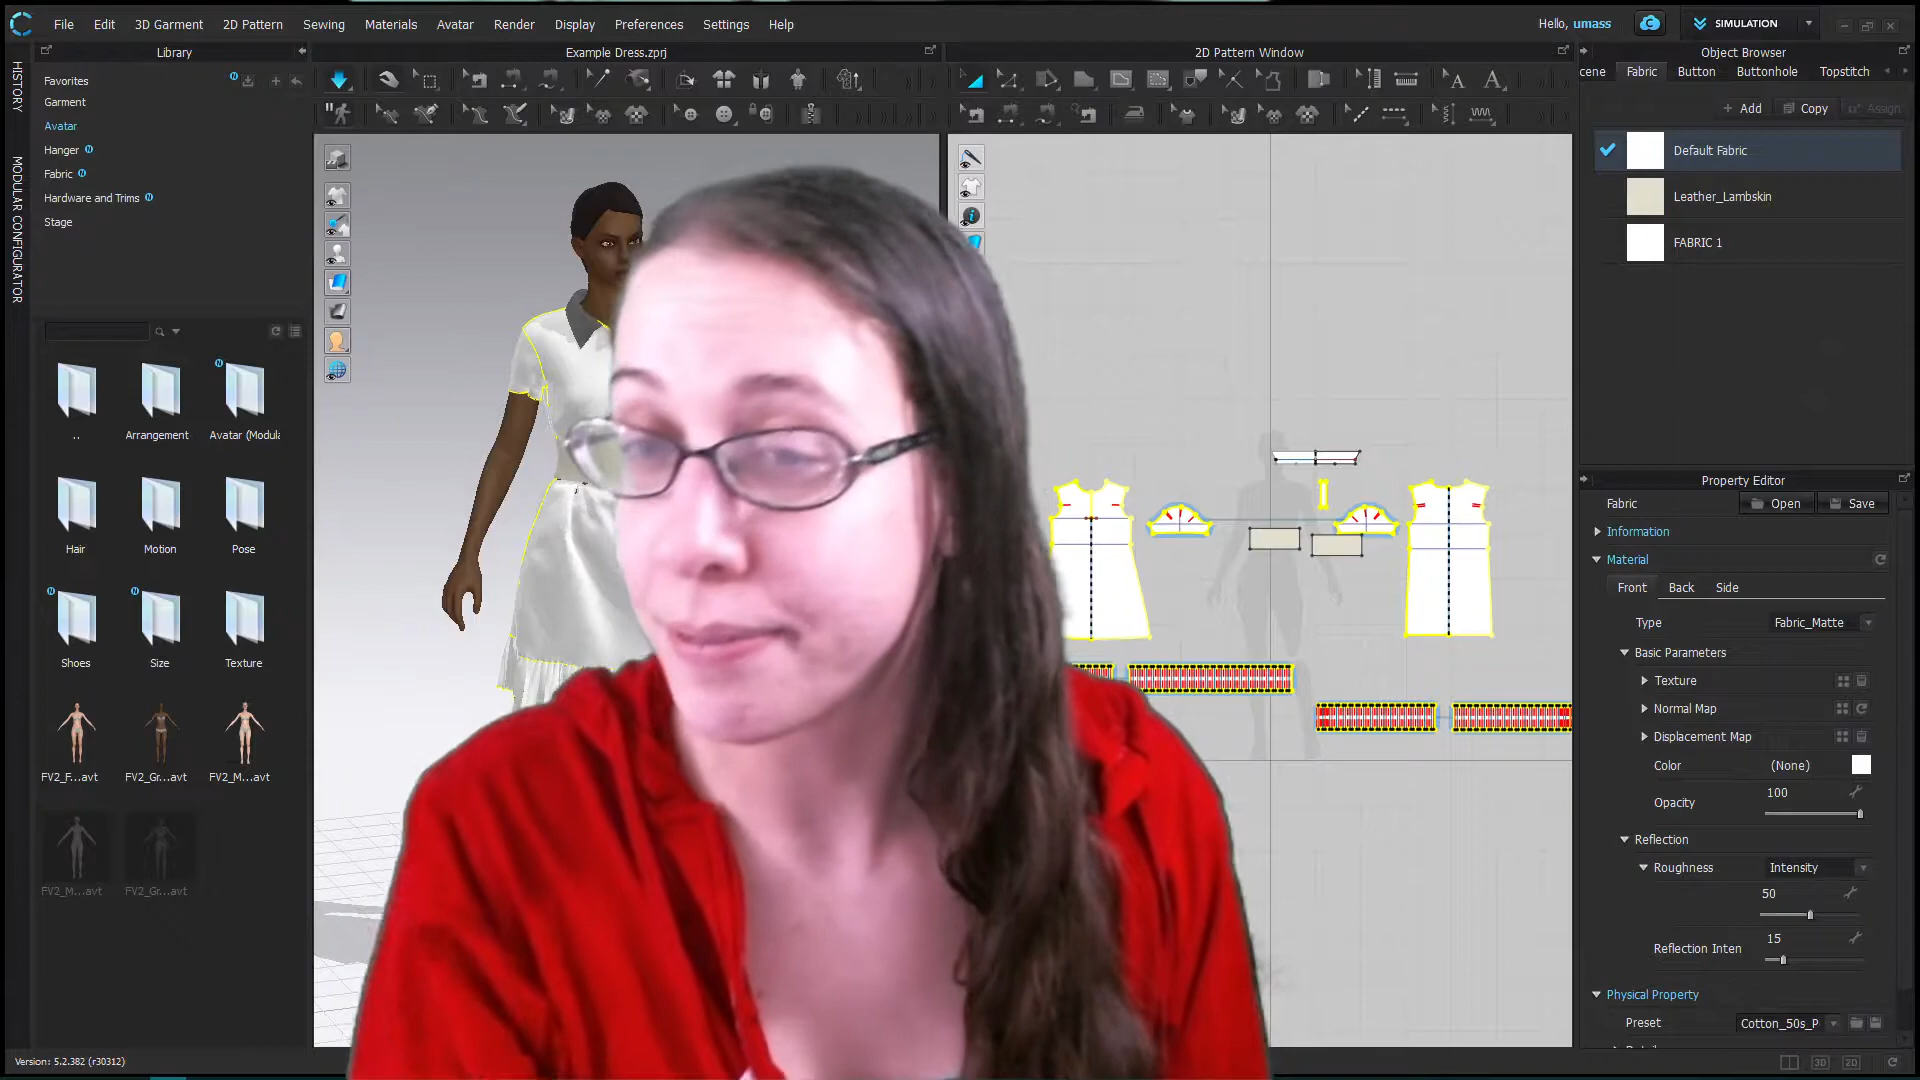 File Edit 3D Garment 2D Pattern Sewing Materials Avatar Render Display Preferences Settings Help
Hello, umass
SIMULATION
Library
Example Dress.zprj
2D Pattern Window
Object Browser
HISTORY
MODULAR CONFIGURATOR
Favorites
Garment
Avatar
Hanger
Fabric
Hardware and Trims
Stage
..
Arrangement
Avatar (Modula
Hair
Motion
Pose
Shoes
Size
Texture
FV2_F...avt
FV2_Gr...avt
FV2_M...avt
FV2_M...avt
FV2_Gr...avt
Version: 5.2.382 (r30312)
cene Fabric Button Buttonhole Topstitch
+ Add Copy Assign
Default Fabric
Leather_Lambskin
FABRIC 1
Property Editor
Fabric Open Save
Information
Material
Front Back Side
Type Fabric_Matte
Basic Parameters
Texture
Normal Map
Displacement Map
Color (None)
Opacity 100
Reflection
Roughness Intensity
50
Reflection Inten 15
Physical Property
Preset Cotton_50s_P
3D 2D